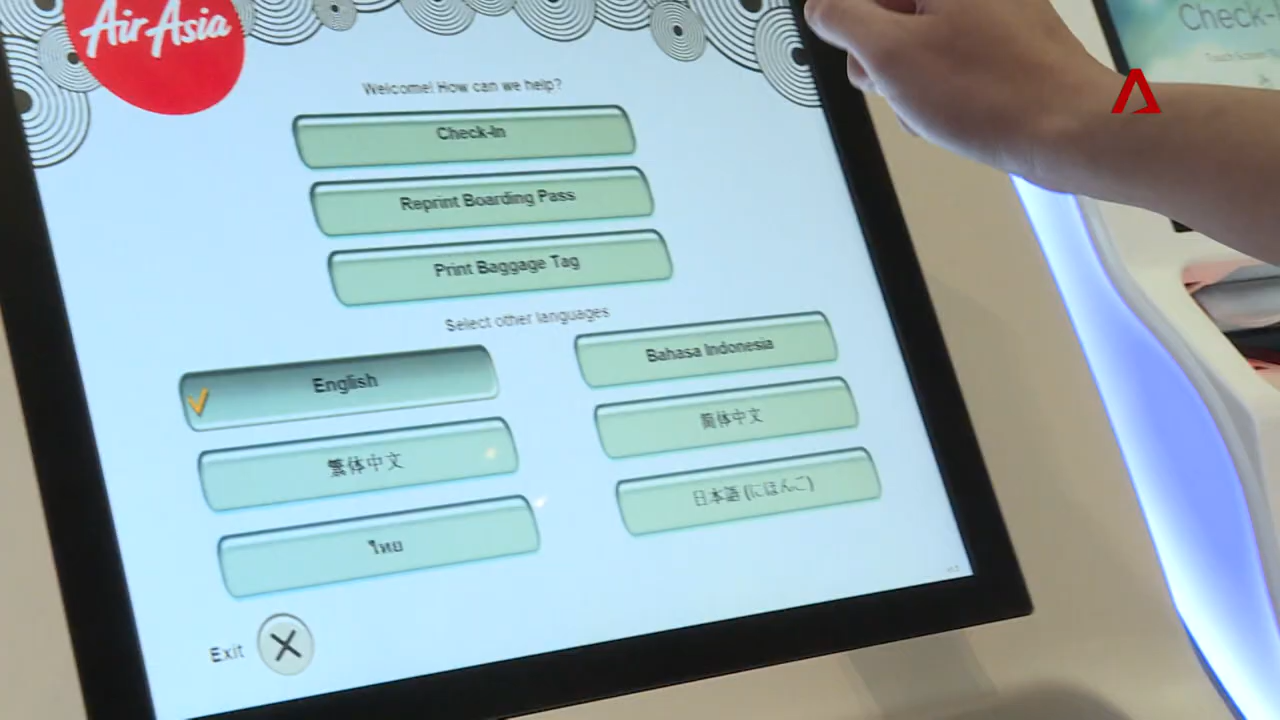 AirAsia
Check-
Welcome! How can we help?
Check-In
Reprint Boarding Pass
Print Baggage Tag
Select other languages
English
Bahasa Indonesia
繁体中文
简体中文
ไทย
日本語 (にほんご)
Exit